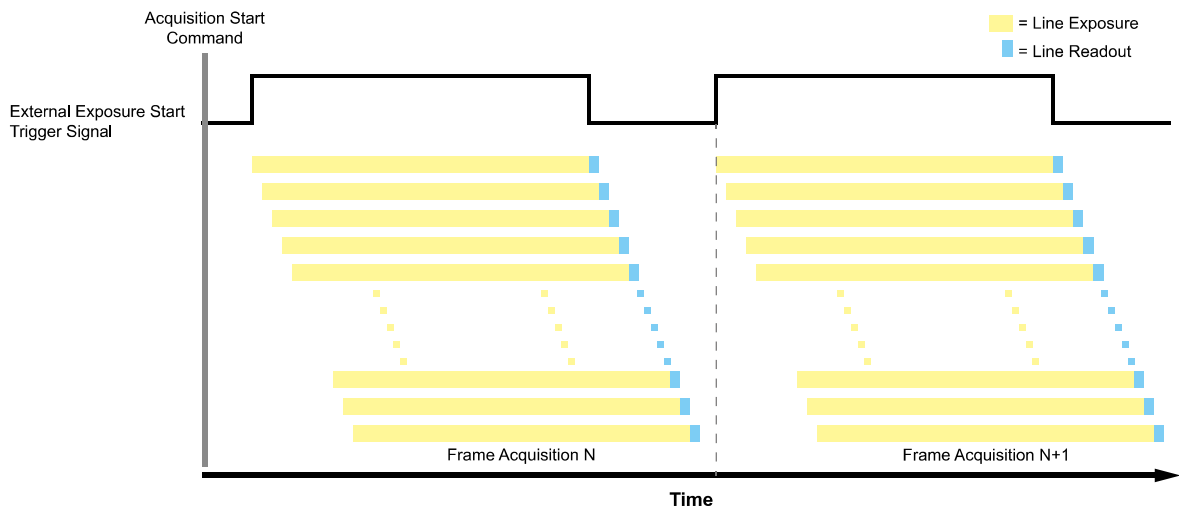 Acquisition Start
Command
= Line Exposure
= Line Readout
External Exposure Start
Trigger Signal
Frame Acquisition N
Frame Acquisition N+1
Time